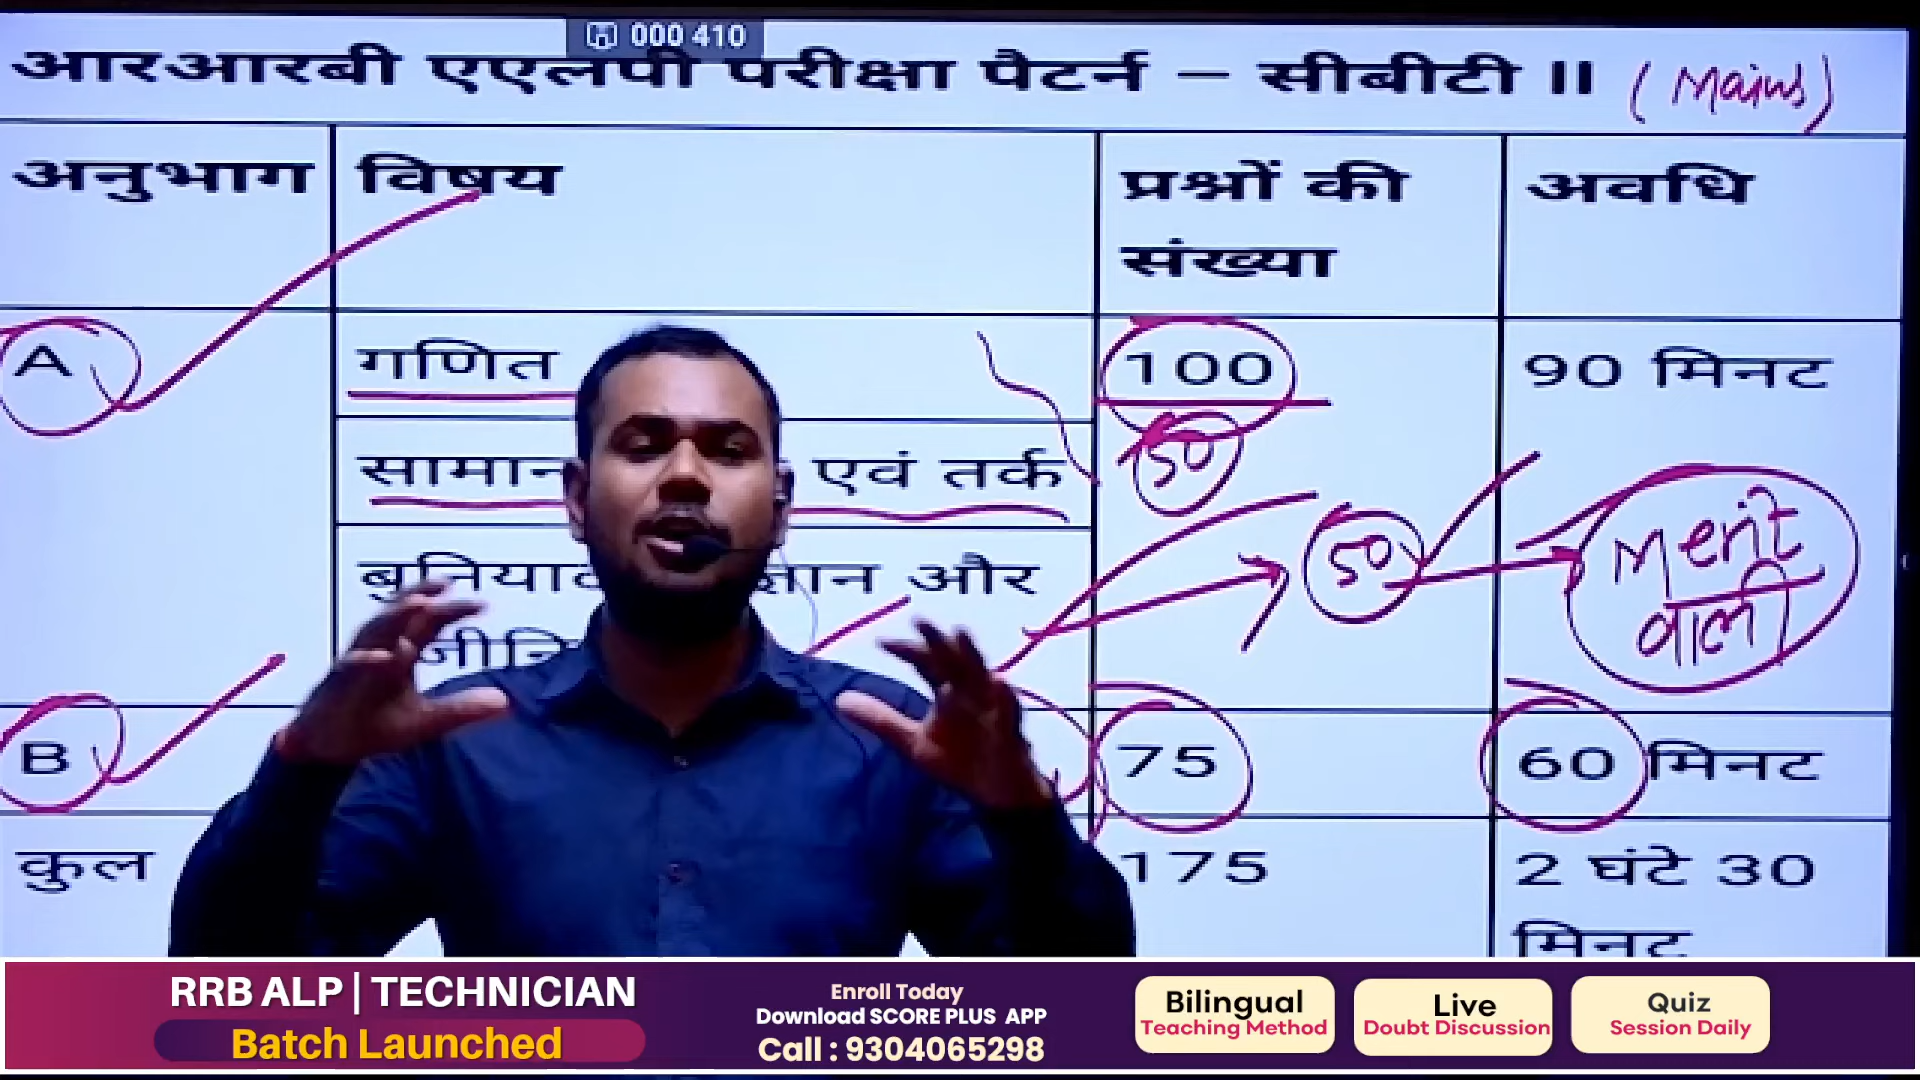 000 410
आरआरबी एएलपी परीक्षा पैटर्न – सीबीटी II (Mains)
अनुभाग
विषय
प्रश्नों की
संख्या
अवधि
A
गणित
100
90 मिनट
एवं तर्क
50
और
50
Merit
वाली
B
75
60 मिनट
कुल
175
2 घंटे 30
मिनट
RRB ALP | TECHNICIAN
Batch Launched
Enroll Today
Download SCORE PLUS APP
Call : 9304065298
Bilingual
Teaching Method
Live
Doubt Discussion
Quiz
Session Daily